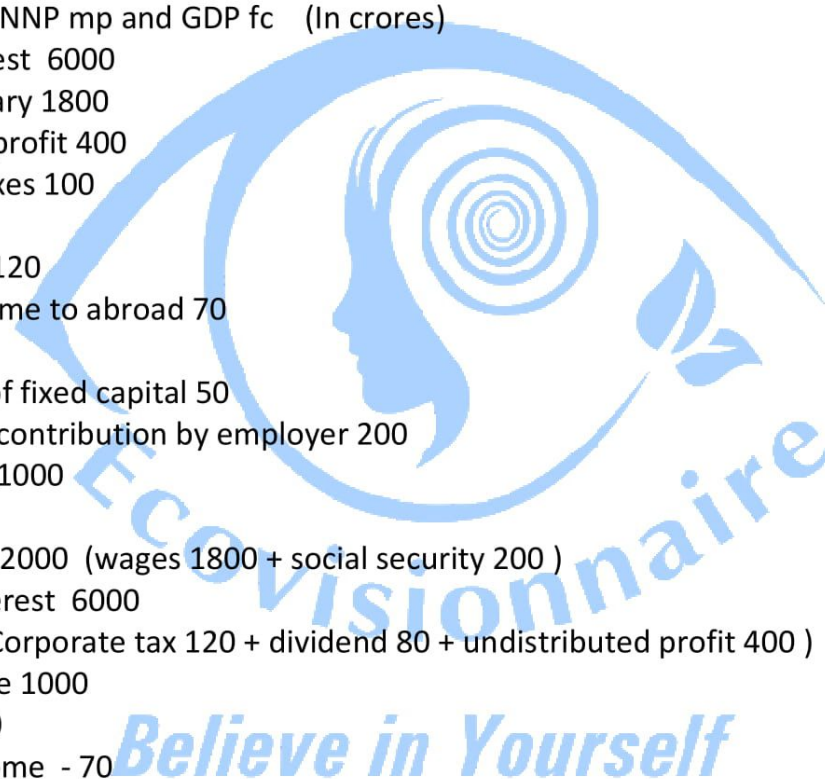 NNP mp and GDP fc (In crores)
est 6000
ary 1800
profit 400
xes 100
120
me to abroad 70
of fixed capital 50
contribution by employer 200
1000
2000 (wages 1800 + social security 200 )
erest 6000
Corporate tax 120 + dividend 80 + undistributed profit 400 )
e 1000
)
ome - 70
Ecovisionnaire
Believe in Yourself